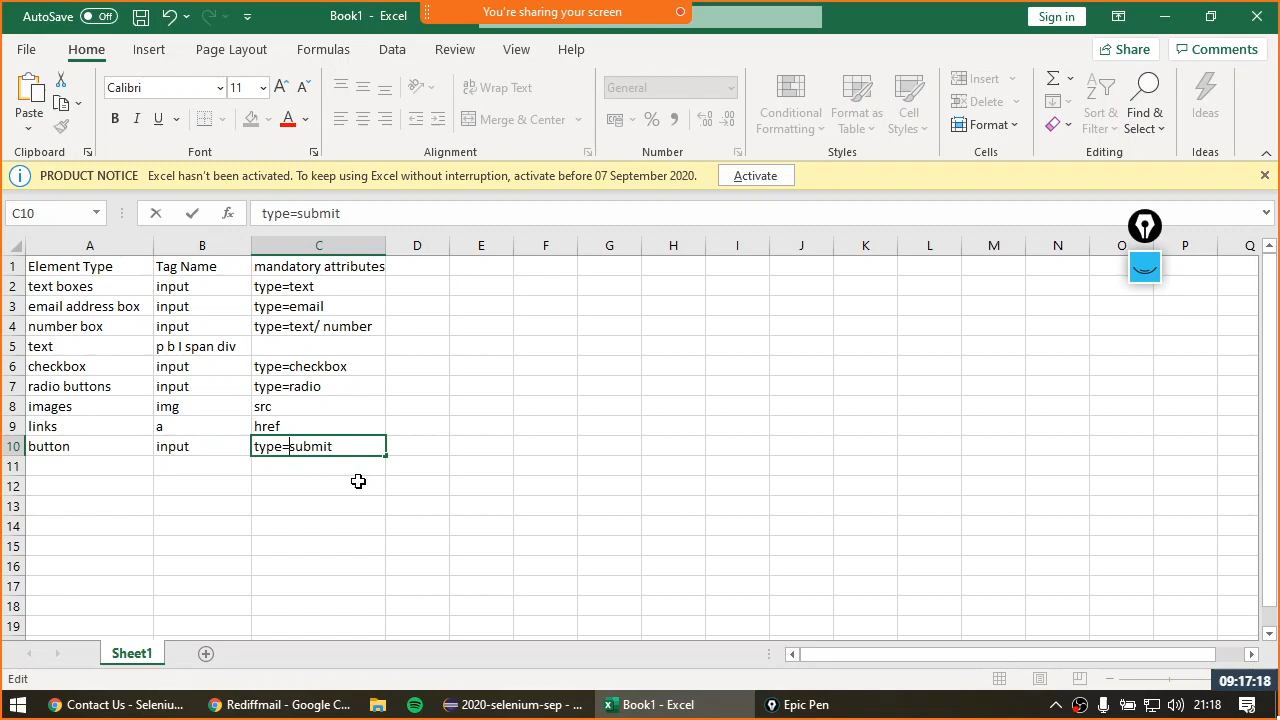 AutoSave Off Book1 - Excel You're sharing your screen Sign in
File Home Insert Page Layout Formulas Data Review View Help Share Comments
Paste Calibri 11 Wrap Text General Conditional Formatting Format as Table Cell Styles Insert Sort & Filter Find & Select Ideas
B I U A Merge & Center Delete
Format
Clipboard Font Alignment Number Styles Cells Editing Ideas
PRODUCT NOTICE Excel hasn't been activated. To keep using Excel without interruption, activate before 07 September 2020. Activate
C10 fx type=submit
A B C D E F G H I J K L M N O P Q
1 Element Type Tag Name mandatory attributes
2 text boxes input type=text
3 email address box input type=email
4 number box input type=text/ number
5 text p b I span div
6 checkbox input type=checkbox
7 radio buttons input type=radio
8 images img src
9 links a href
10 button input type=submit
11
12
13
14
15
16
17
18
19
Sheet1
Edit 09:17:18
Contact Us - Seleniu... Rediffmail - Google C... 2020-selenium-sep - ... Book1 - Excel Epic Pen 21:18